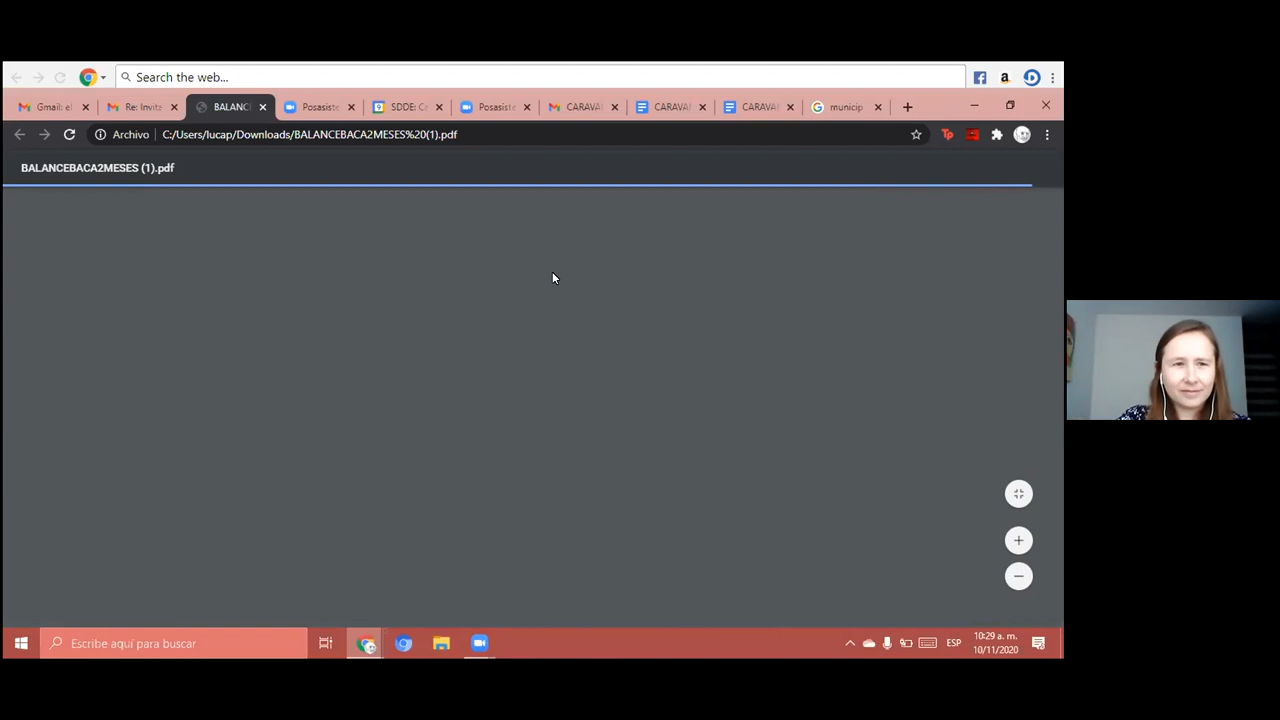 Search the web...
Gmail: el
Re: Invita
BALANC
Posasiste
SDDE: Co
Posasiste
CARAVA
CARAVA
CARAVA
municip
Archivo
C:/Users/lucap/Downloads/BALANCEBACA2MESES%20(1).pdf
BALANCEBACA2MESES (1).pdf
Escribe aquí para buscar
ESP
10:29 a. m.
10/11/2020